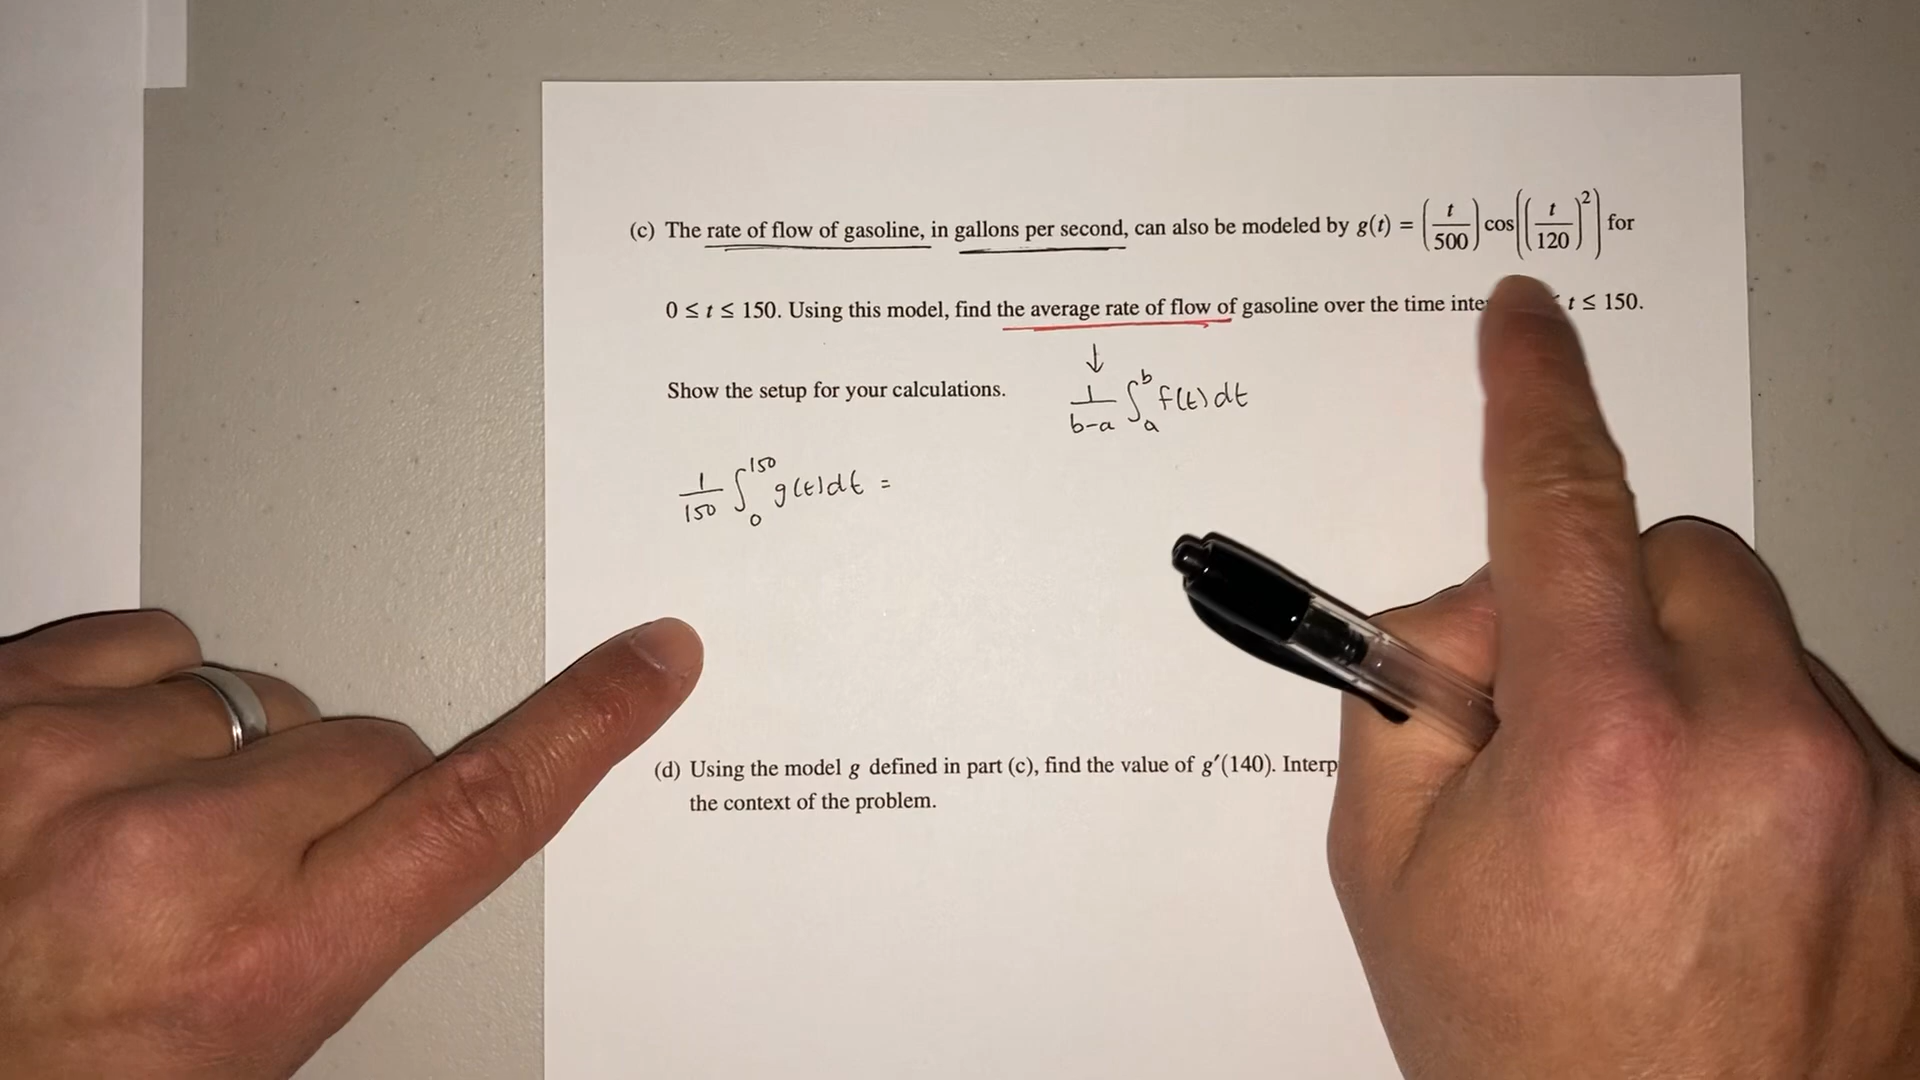 (c) The rate of flow of gasoline, in gallons per second, can also be modeled by g(t) = (t/500) cos((t/120)^2) for
0 ≤ t ≤ 150. Using this model, find the average rate of flow of gasoline over the time t ≤ 150.
↓
Show the setup for your calculations.
1/(b-a) ∫_a^b f(t)dt
1/150 ∫_0^150 g(t)dt =
(d) Using the model g defined in part (c), find the value of g′(140).
the context of the problem.